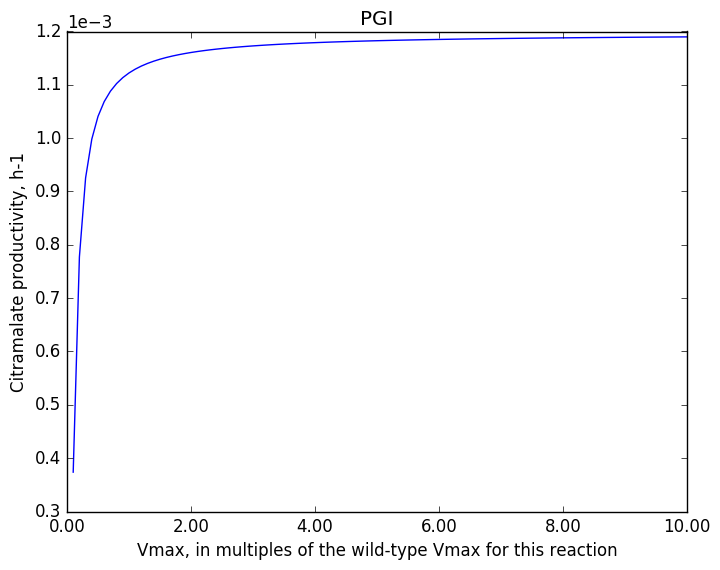 PGI
1e−3
1.2
1.1
1.0
0.9
0.8
0.7
0.6
0.5
0.4
0.3
Citramalate productivity, h-1
0.00 2.00 4.00 6.00 8.00 10.00
Vmax, in multiples of the wild-type Vmax for this reaction